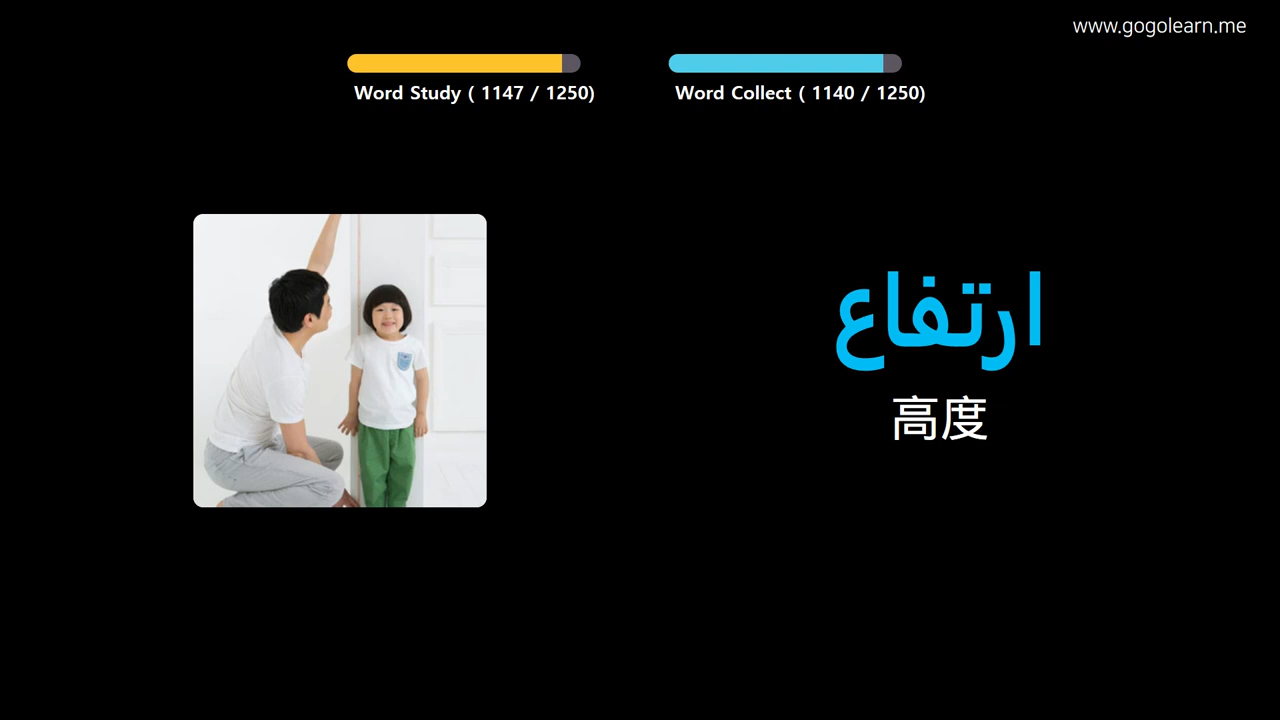 www.gogolearn.me
Word Study ( 1147 / 1250)
Word Collect ( 1140 / 1250)
ارتفاع
高度